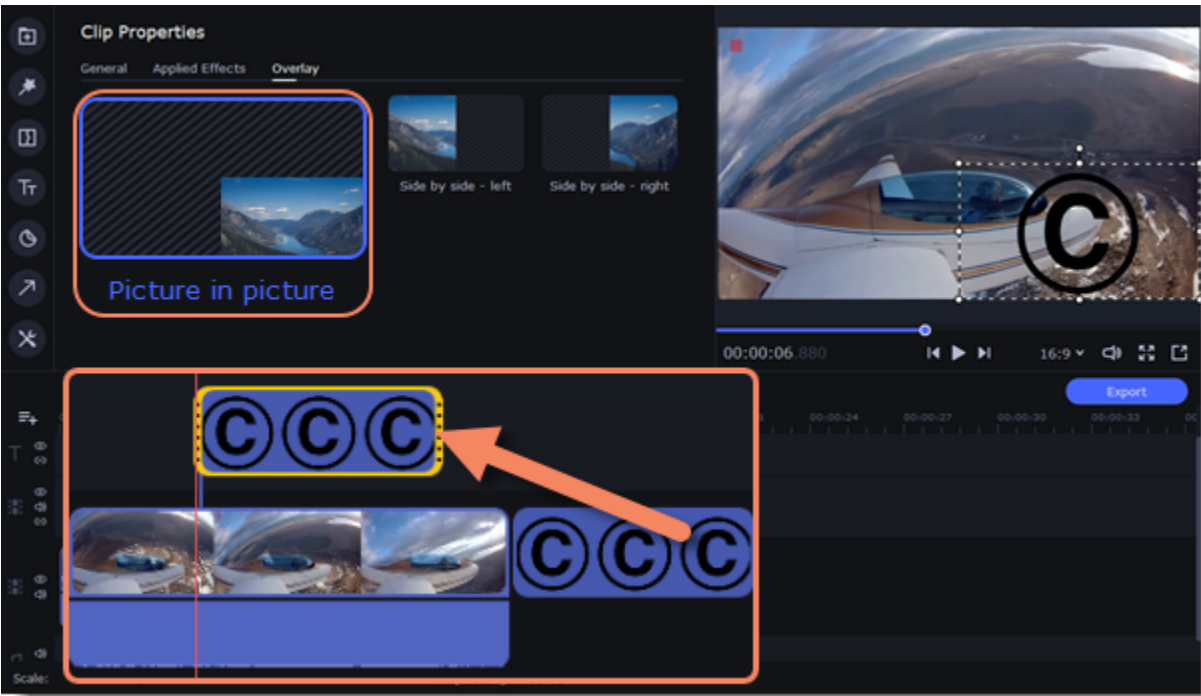 Clip Properties
General Applied Effects Overlay
Side by side - left Side by side - right
Picture in picture
©
00:00:06.880
16:9
Export
00:00:24 00:00:27 00:00:30 00:00:33
© © ©
© © ©
Scale: